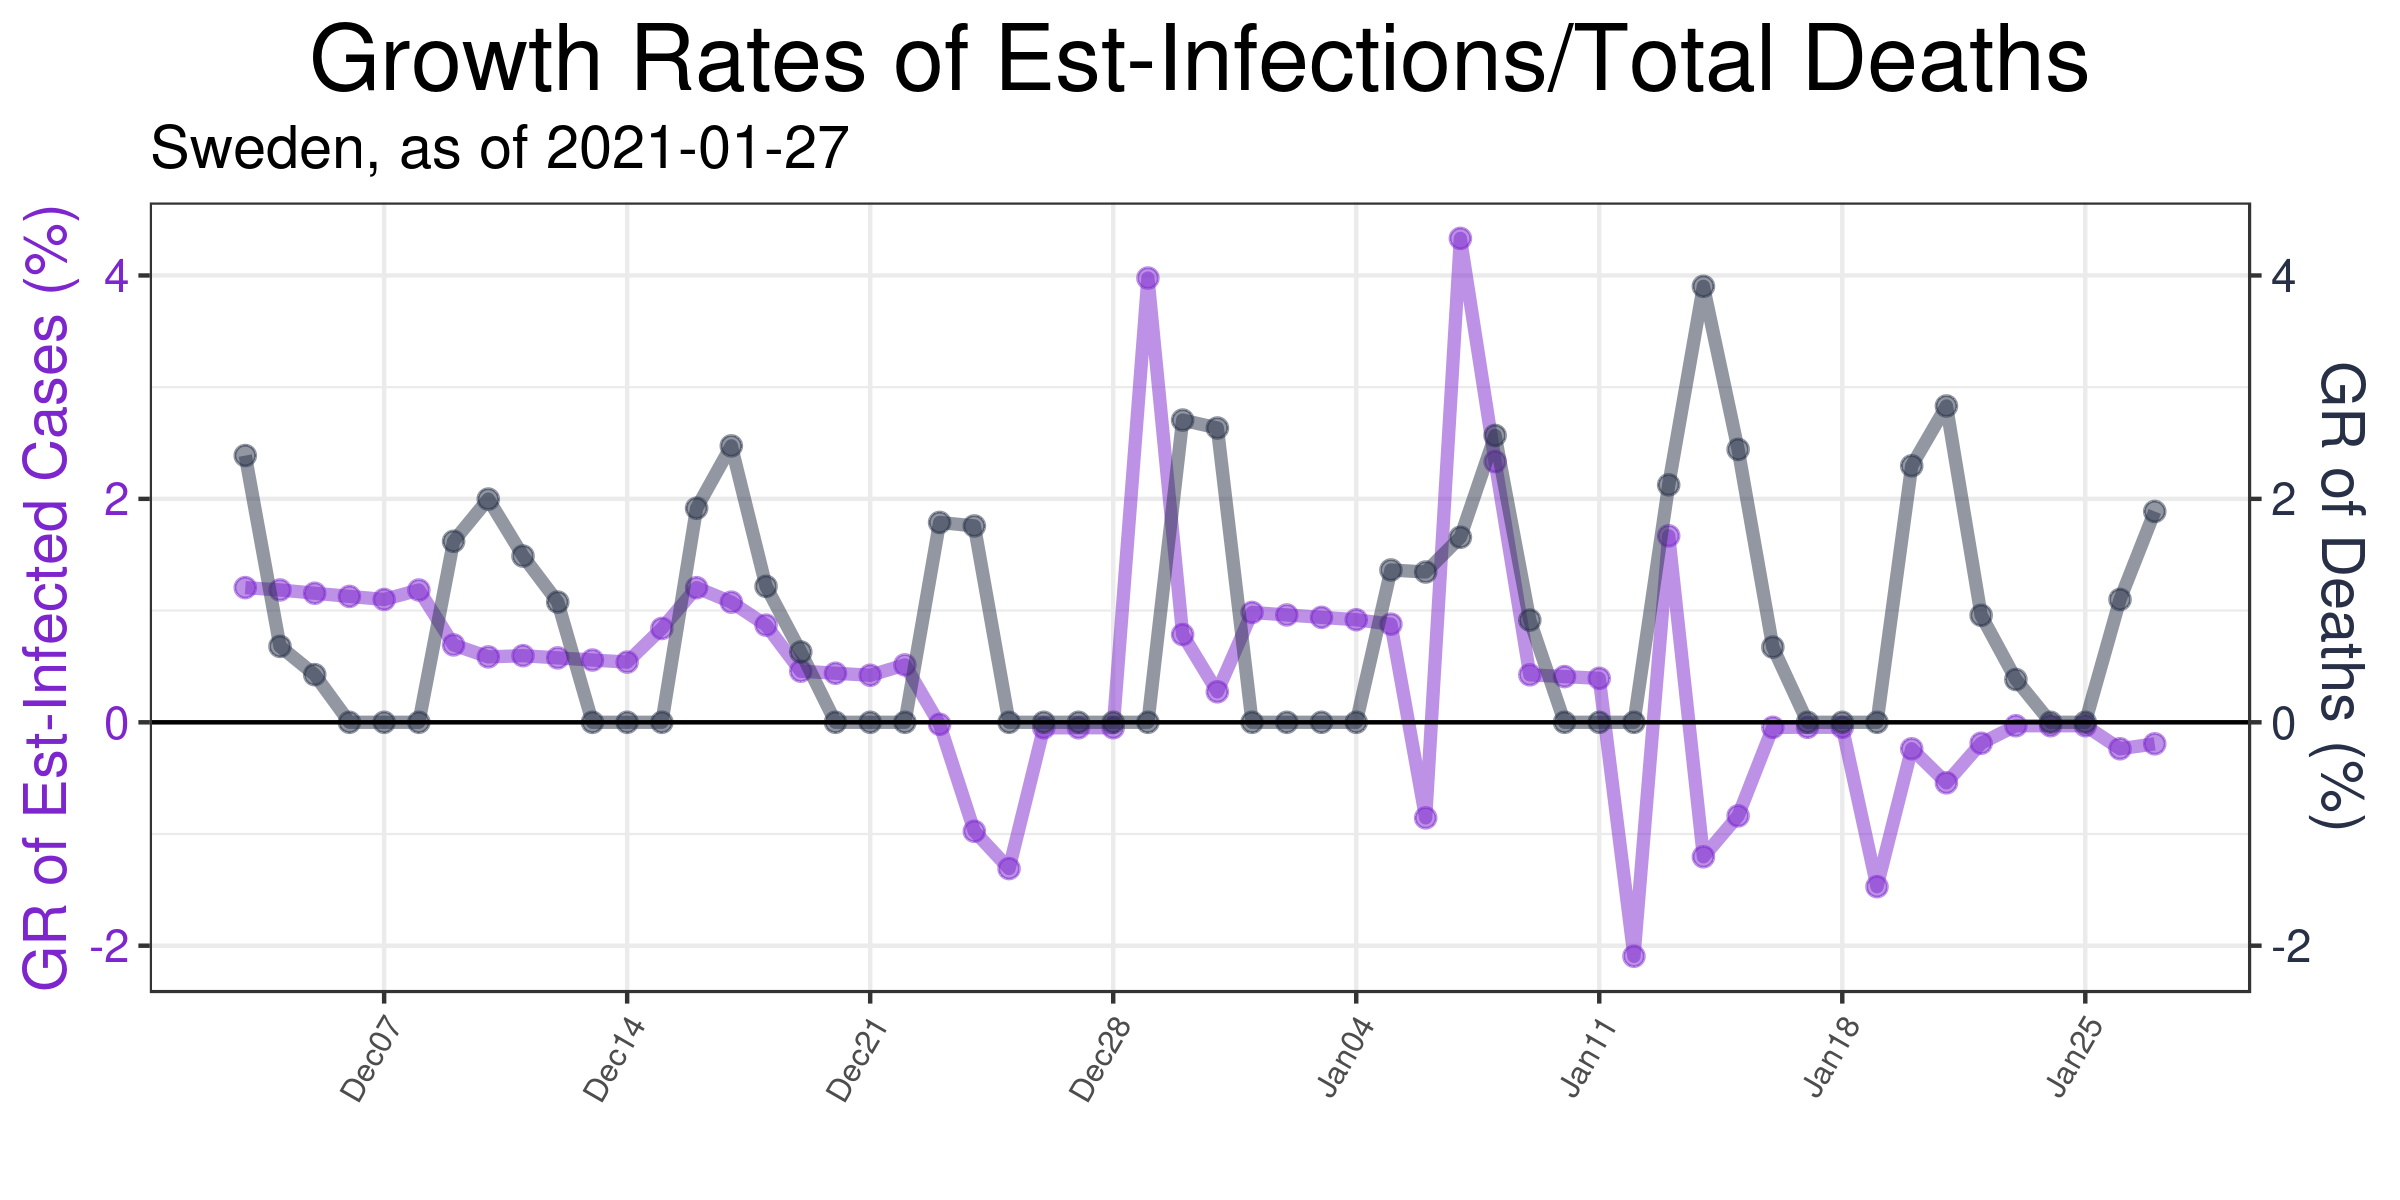 Growth Rates of Est-Infections/Total Deaths
Sweden, as of 2021-01-27
GR of Est-Infected Cases (%)
4
2
0
-2
4
2
0
-2
GR of Deaths (%)
Dec07
Dec14
Dec21
Dec28
Jan04
Jan11
Jan18
Jan25